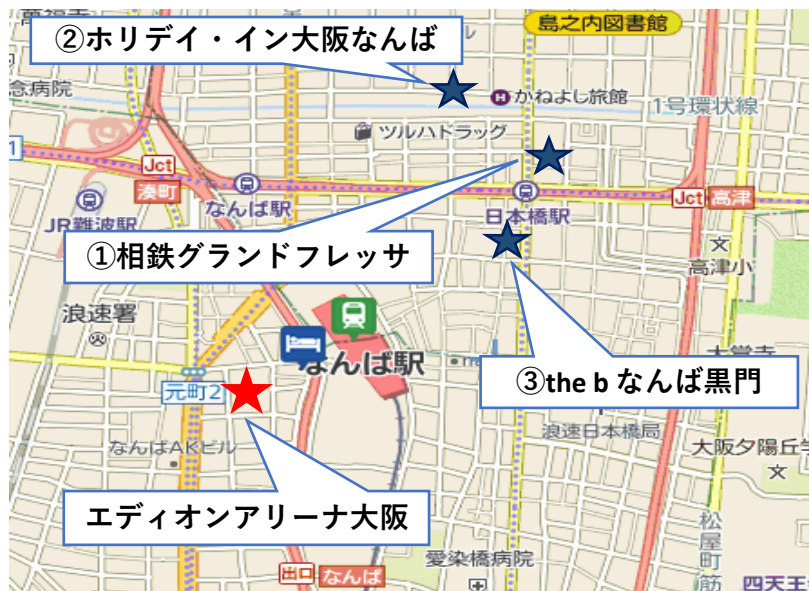 島之内図書館
②ホリデイ・イン大阪なんば
念病院
H かねよし旅館
1号環状線
ツルハドラッグ
1
Jct
湊町
なんば駅
日本橋駅
Jct 高津
JR難波駅
①相鉄グランドフレッサ
高津小
浪速署
なんば駅
③the b なんば黒門
元町2
浪速日本橋局
なんばAKビル
大阪夕陽丘学
エディオンアリーナ大阪
松屋町筋
愛染橋病院
出口 なんば
四天王